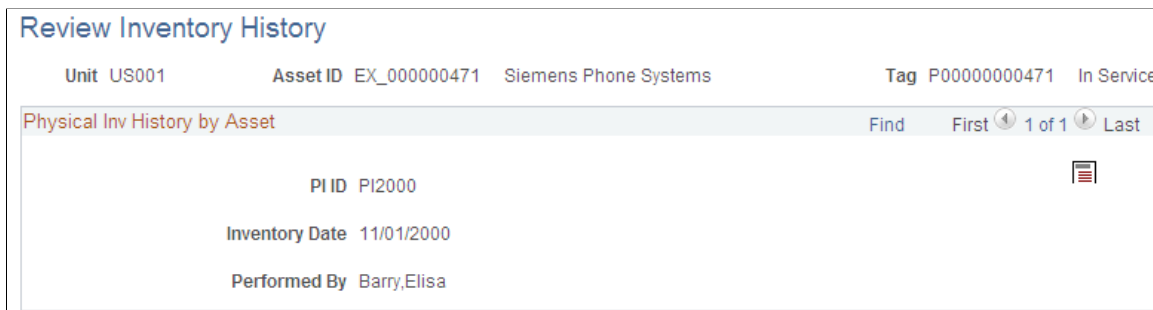 Review Inventory History
Unit US001 Asset ID EX_000000471 Siemens Phone Systems Tag P00000000471 In Service
Physical Inv History by Asset Find First 1 of 1 Last
PI ID PI2000
Inventory Date 11/01/2000
Performed By Barry,Elisa